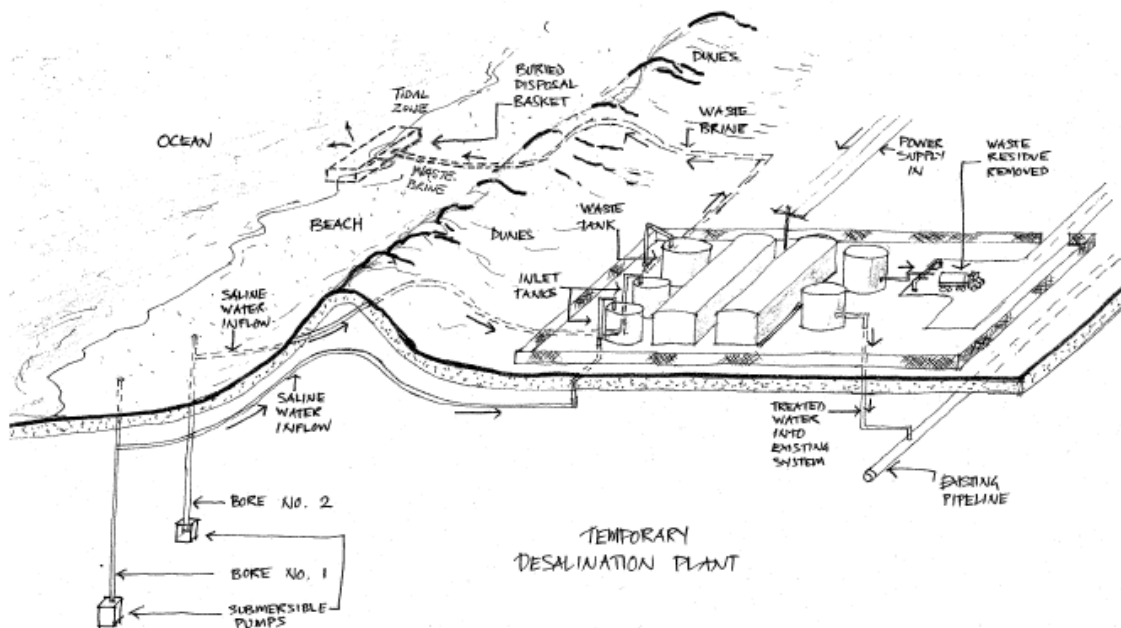 DUNES
BURIED
DISPOSAL
BASKET
TIDAL
ZONE
OCEAN
WASTE
BRINE
POWER
SUPPLY
IN
WASTE
RESIDUE
REMOVED
WASTE
BRINE
BEACH
WASTE
TANK
DUNES
INLET
TANKS
SALINE
WATER
INFLOW
SALINE
WATER
INFLOW
TREATED
WATER
INTO
EXISTING
SYSTEM
EXISTING
PIPELINE
BORE NO. 2
BORE NO. 1
SUBMERSIBLE
PUMPS
TEMPORARY
DESALINATION PLANT